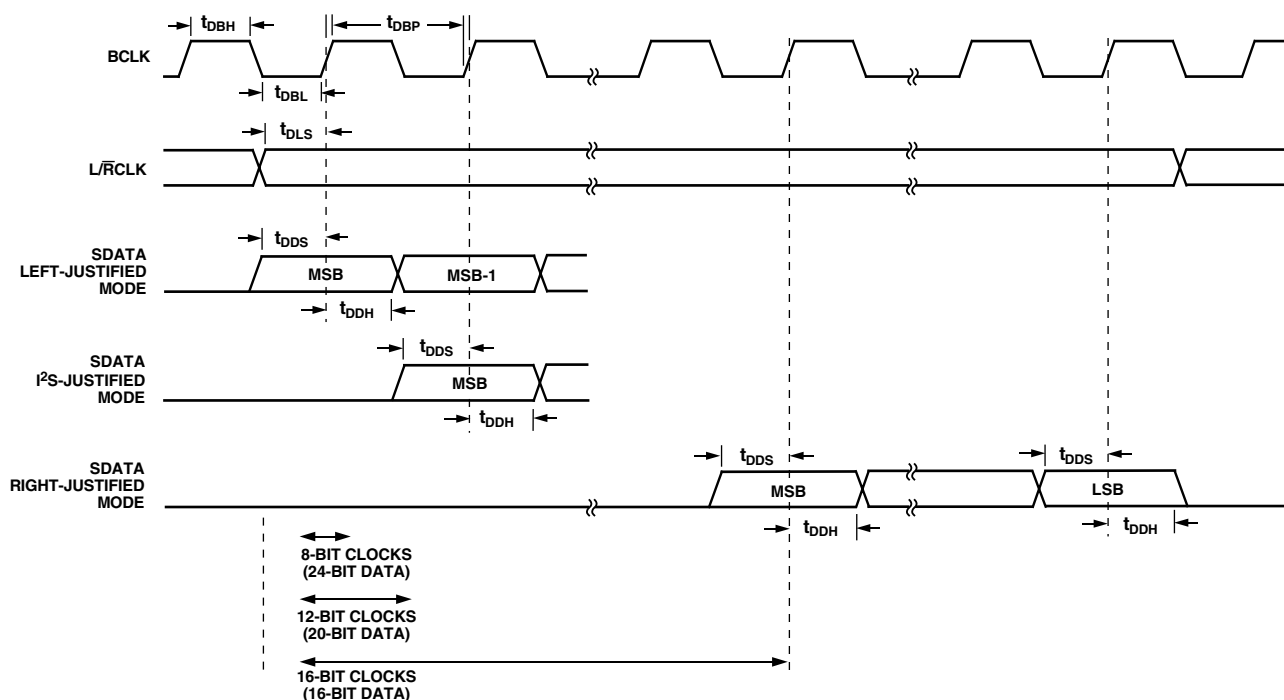 tDBH
tDBP
BCLK
tDBL
tDLS
L/R̅CLK
tDDS
SDATA
LEFT-JUSTIFIED
MODE
MSB
MSB-1
tDDH
SDATA
I²S-JUSTIFIED
MODE
tDDS
MSB
tDDH
SDATA
RIGHT-JUSTIFIED
MODE
tDDS
tDDS
MSB
LSB
tDDH
tDDH
8-BIT CLOCKS
(24-BIT DATA)
12-BIT CLOCKS
(20-BIT DATA)
16-BIT CLOCKS
(16-BIT DATA)